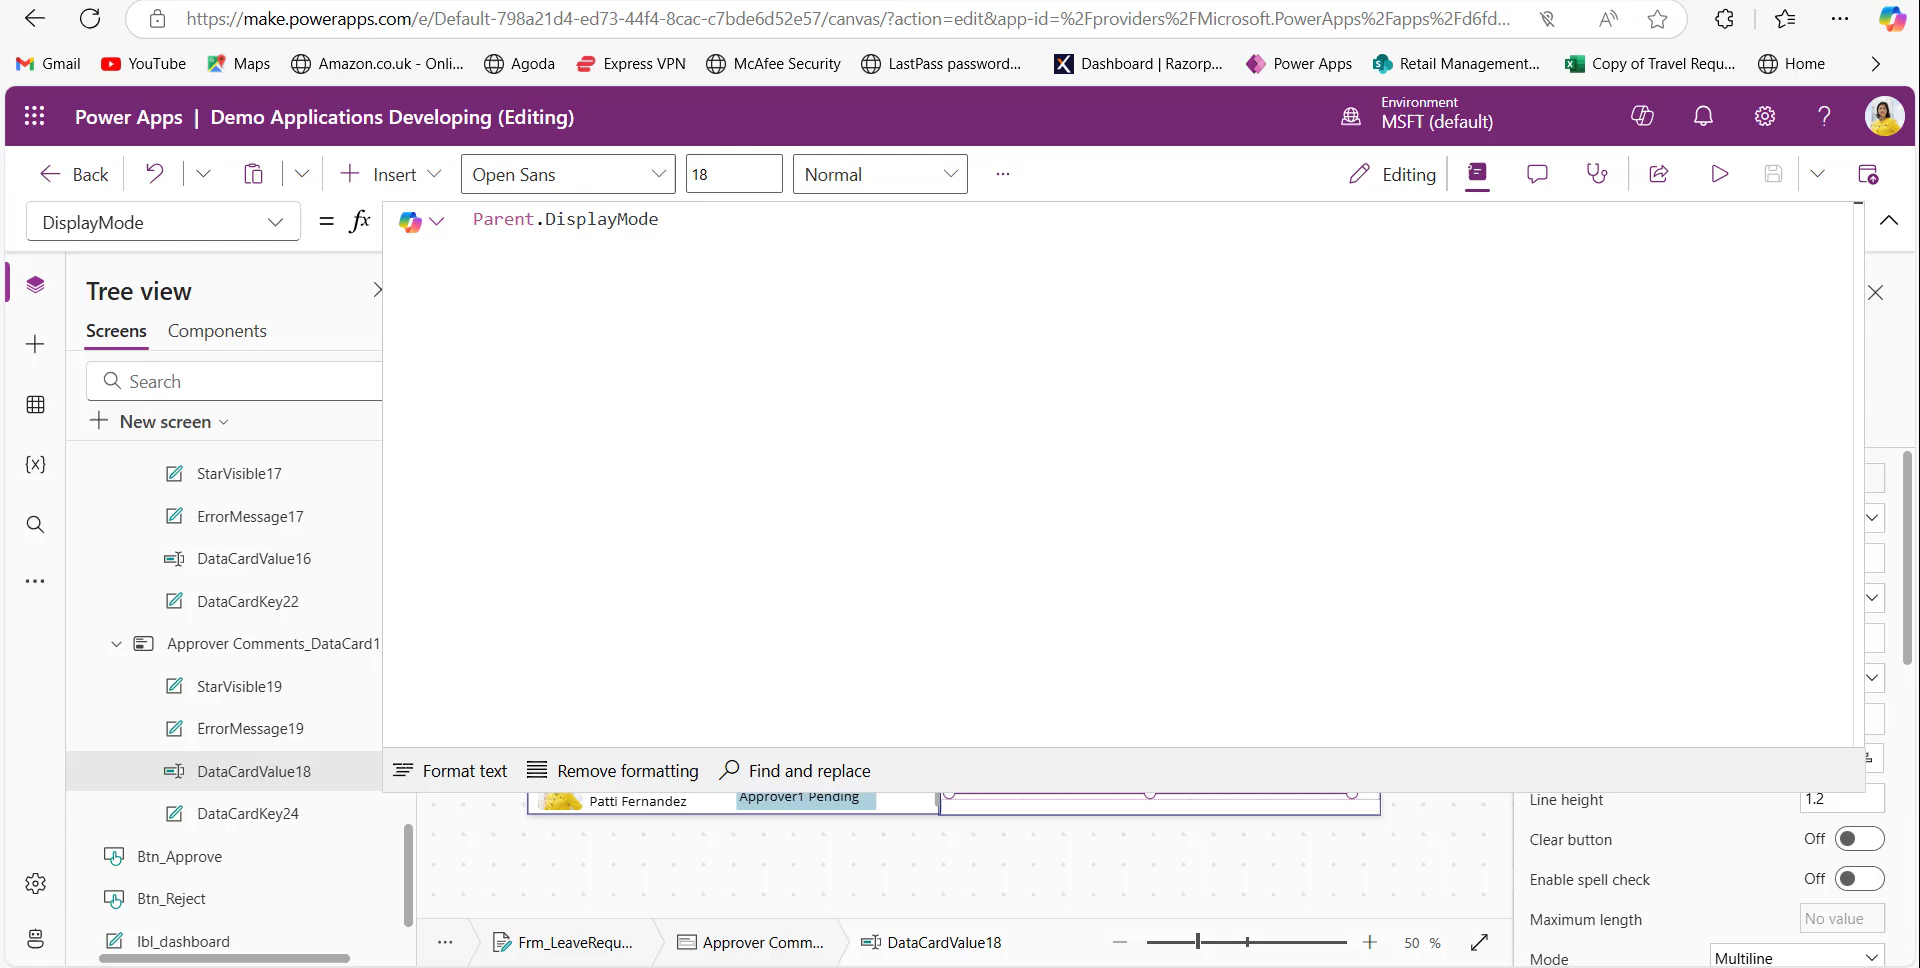 https://make.powerapps.com/e/Default-798a21d4-ed73-44f4-8cac-c7bde6d52e57/canvas/?action=edit&app-id=%2Fproviders%2FMicrosoft.PowerApps%2Fapps%2Fd6fd...
Gmail YouTube Maps Amazon.co.uk - Onli... Agoda Express VPN McAfee Security LastPass password... Dashboard | Razorp... Power Apps Retail Management... Copy of Travel Requ... Home
Power Apps | Demo Applications Developing (Editing)
Environment
MSFT (default)
Back Insert Open Sans 18 Normal ... Editing
DisplayMode = fx Parent.DisplayMode
Tree view
Screens Components
Search
New screen
StarVisible17
ErrorMessage17
DataCardValue16
DataCardKey22
Approver Comments_DataCard1
StarVisible19
ErrorMessage19
DataCardValue18
DataCardKey24
Btn_Approve
Btn_Reject
lbl_dashboard
Format text Remove formatting Find and replace
Patti Fernandez Approver1 Pending
Line height 1.2
Clear button Off
Enable spell check Off
Maximum length No value
Mode Multiline
... Frm_LeaveRequ... Approver Comm... DataCardValue18 50 %